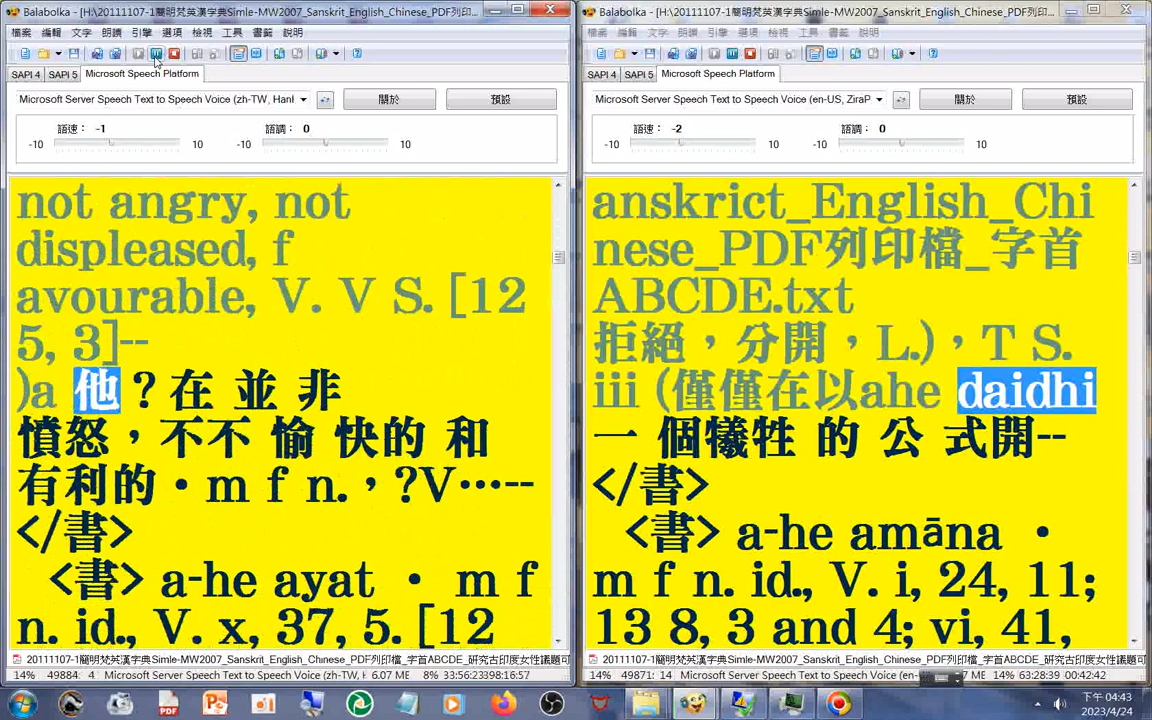 Balabolka - [H:\20111107-1簡明梵英漢字典Simle-MW2007_Sanskrit_English_Chinese_PDF列印...
檔案 編輯 文字 朗讀 引擎 選項 檢視 工具 書籤 說明
SAPI 4 SAPI 5 Microsoft Speech Platform
Microsoft Server Speech Text to Speech Voice (zh-TW, Hanl
關於 預設
語速： -1 語調： 0
-10 10 -10 10
not angry, not
displeased, f
avourable, V. V S. [12
5, 3]--
)a 他 ? 在 並 非
憤怒，不不 愉 快的 和
有利的・m f n.，?V…--
</書>
<書> a-he ayat ・ m f
n. id., V. x, 37, 5. [12
20111107-1簡明梵英漢字典Simle-MW2007_Sanskrit_English_Chinese_PDF列印檔_字首ABCDE_研究古印度女性議題可
14% 49884: 4 Microsoft Server Speech Text to Speech Voice (zh-TW, 6.07 ME 8% 33:56:23398:16:57
Balabolka - [H:\20111107-1簡明梵英漢字典Simle-MW2007_Sanskrit_English_Chinese_PDF列印...
檔案 編輯 文字 朗讀 引擎 選項 檢視 工具 書籤 說明
SAPI 4 SAPI 5 Microsoft Speech Platform
Microsoft Server Speech Text to Speech Voice (en-US, ZiraP
關於 預設
語速： -2 語調： 0
-10 10 -10 10
anskrict_English_Chi
nese_PDF列印檔_字首
ABCDE.txt
拒絕，分開，L.)，T S.
iii (僅僅在以ahe daidhi
一 個犧牲 的 公 式開--
</書>
<書> a-he amāna ・
m f n. id., V. i, 24, 11;
13 8, 3 and 4; vi, 41,
20111107-1簡明梵英漢字典Simle-MW2007_Sanskrit_English_Chinese_PDF列印檔_字首ABCDE_研究古印度女性議題可
14% 49871: 14 Microsoft Server Speech Text to Speech Voice (en- ME 14% 63:28:39 00:42:42
下午 04:43
2023/4/24